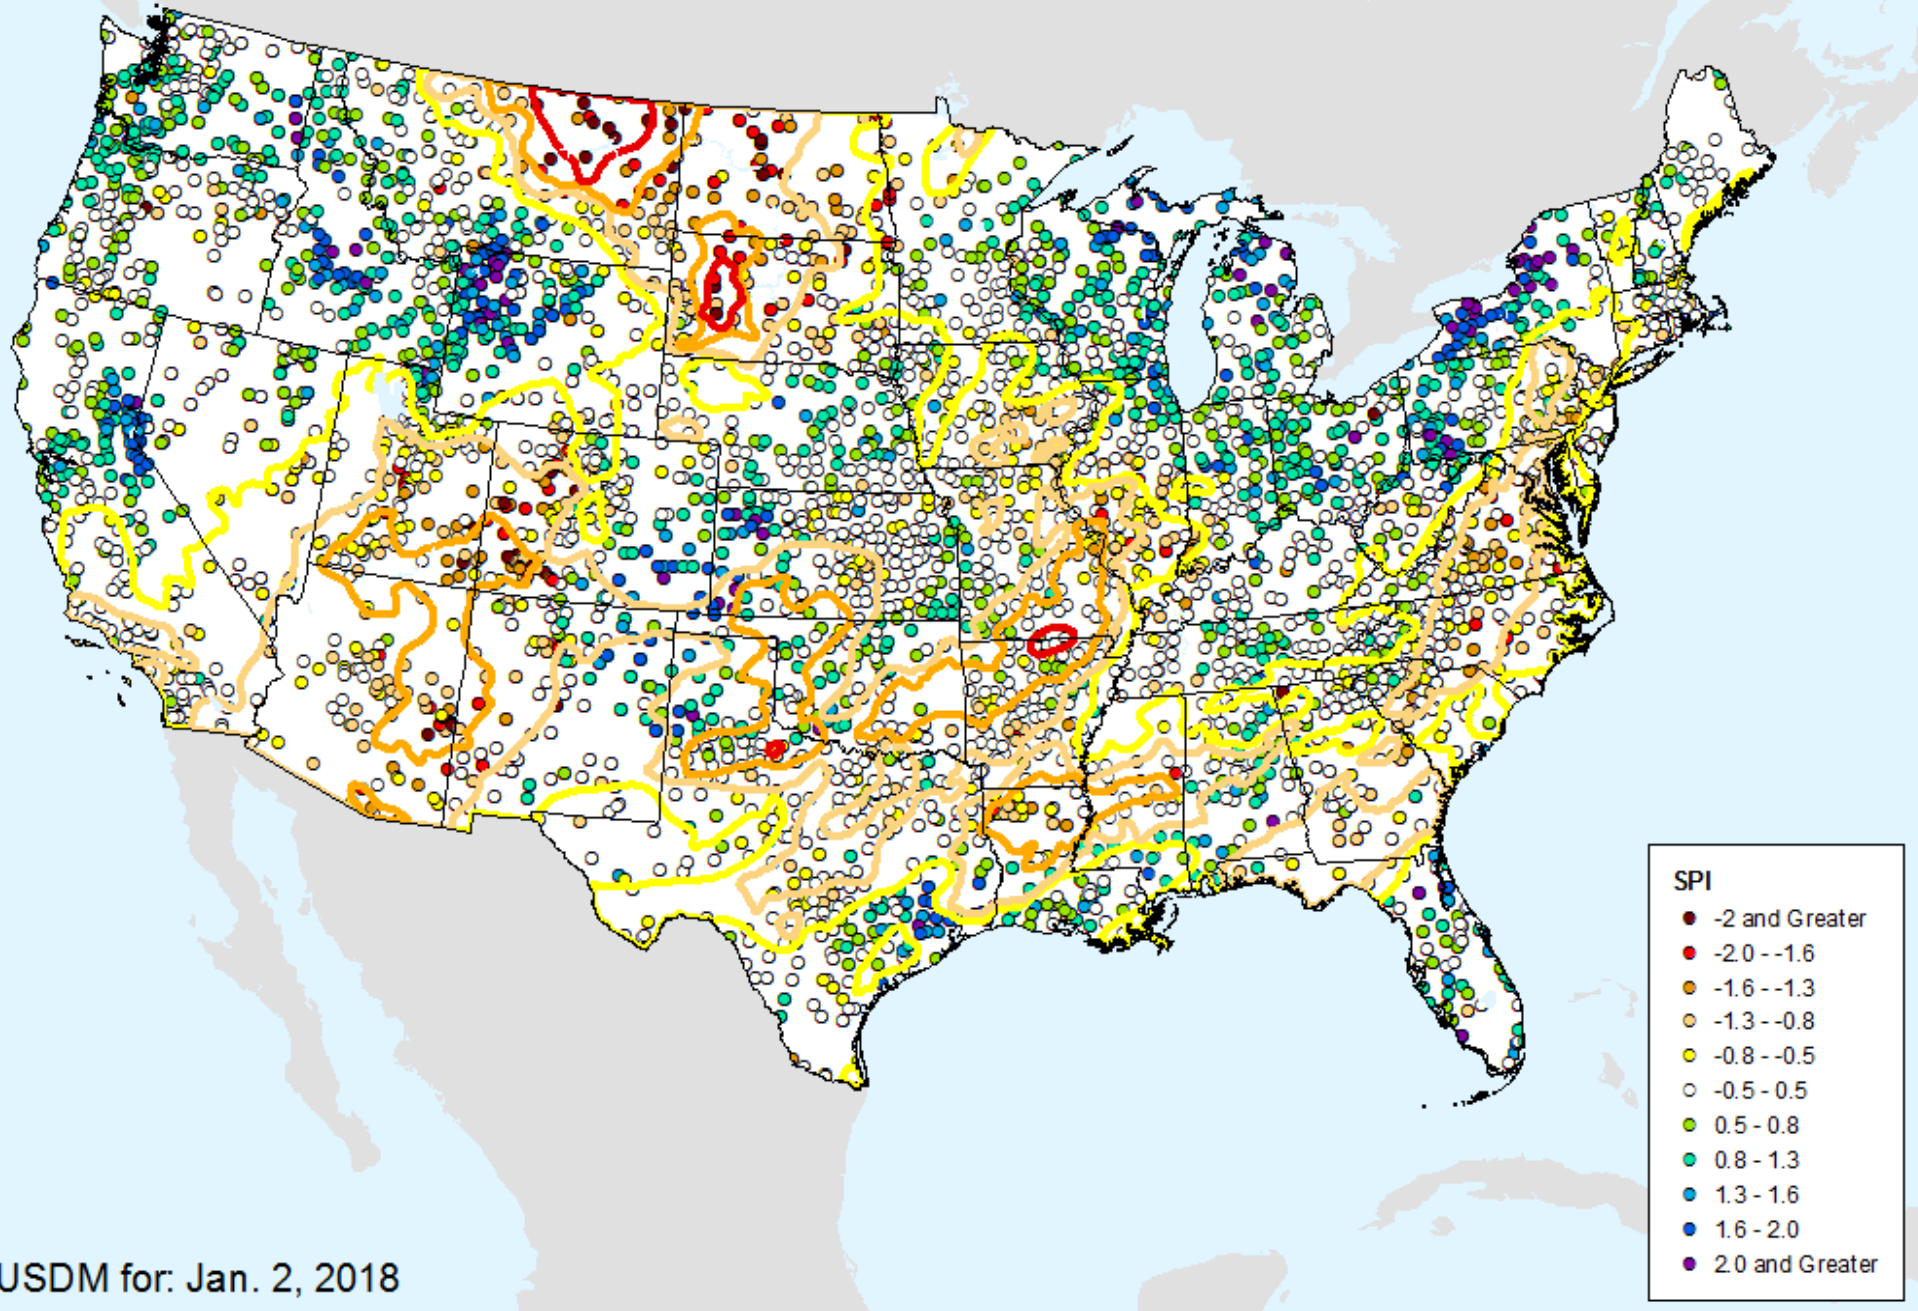 SPI
-2 and Greater
-2.0 - -1.6
-1.6 - -1.3
-1.3 - -0.8
-0.8 - -0.5
-0.5 - 0.5
0.5 - 0.8
0.8 - 1.3
1.3 - 1.6
1.6 - 2.0
2.0 and Greater
USDM for: Jan. 2, 2018